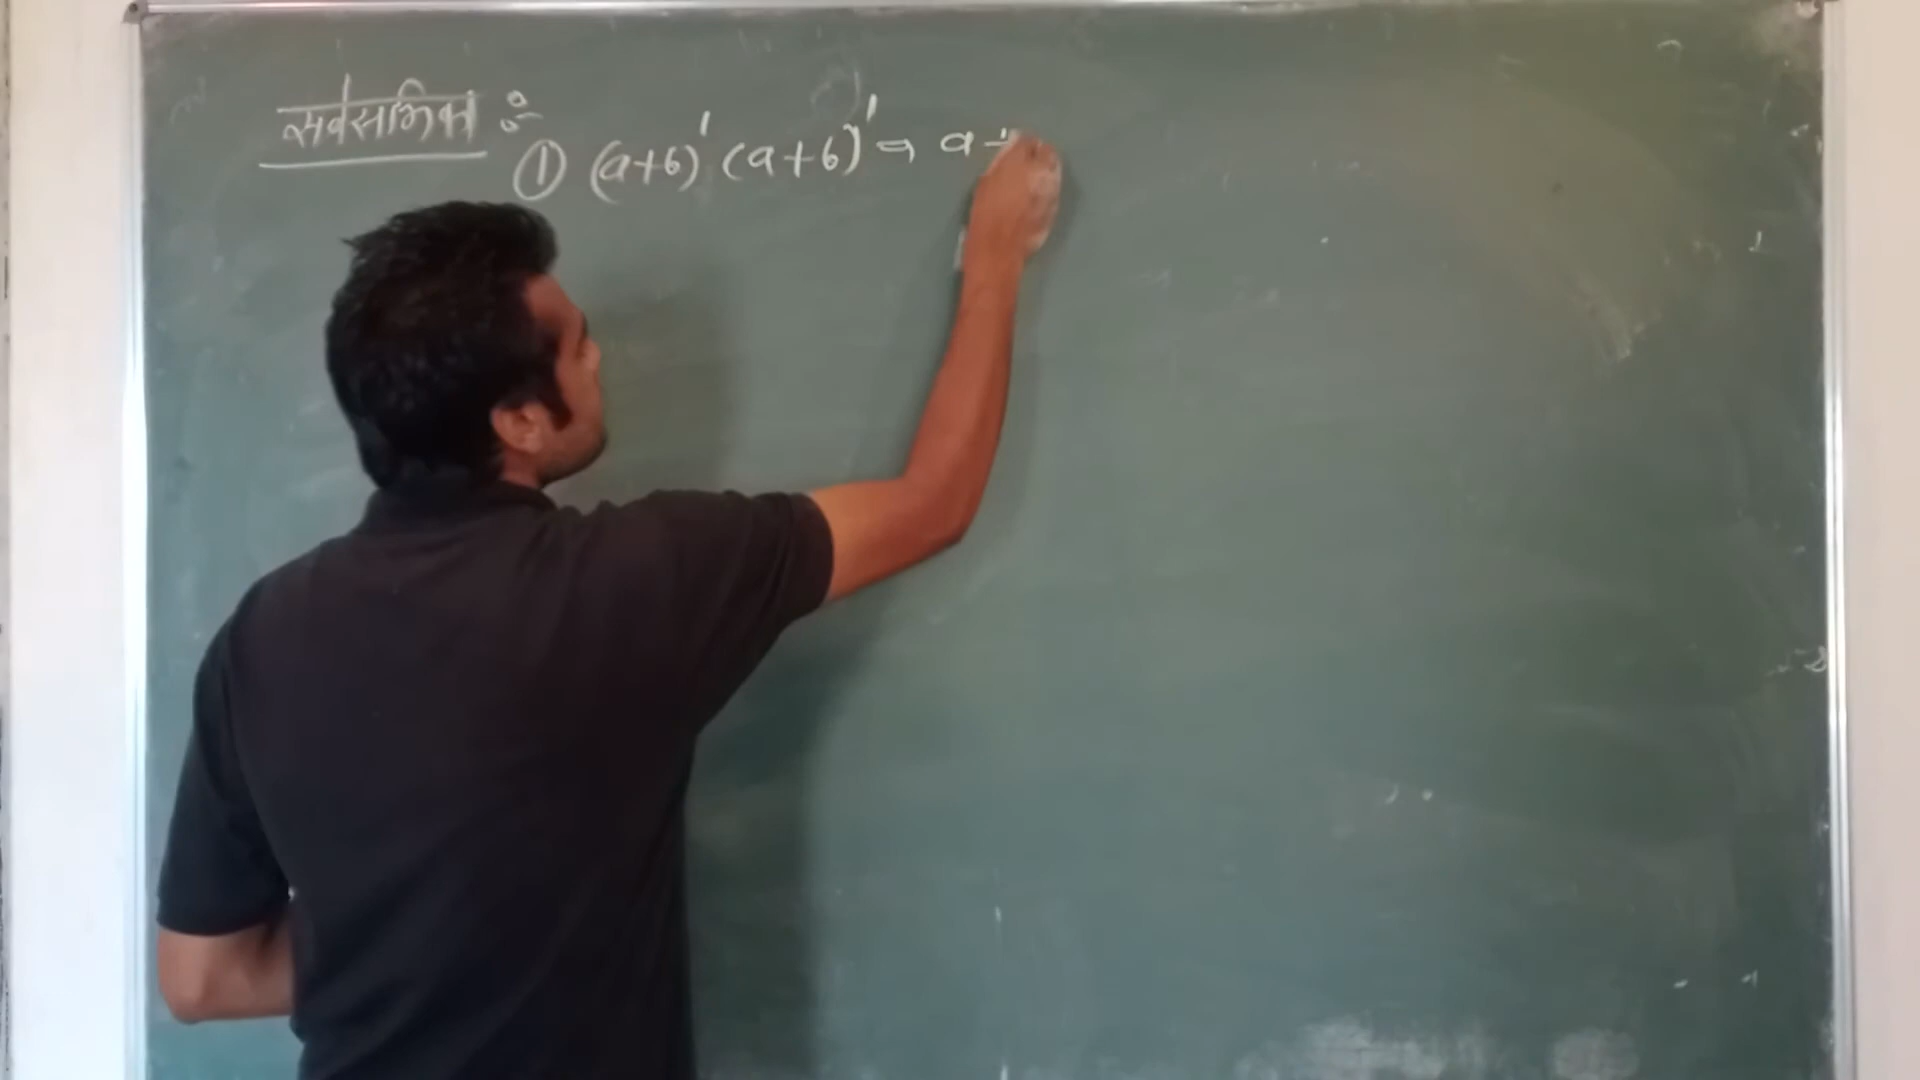 सर्वसमिका :-
① (a+b)¹ (a+b)¹ = a+